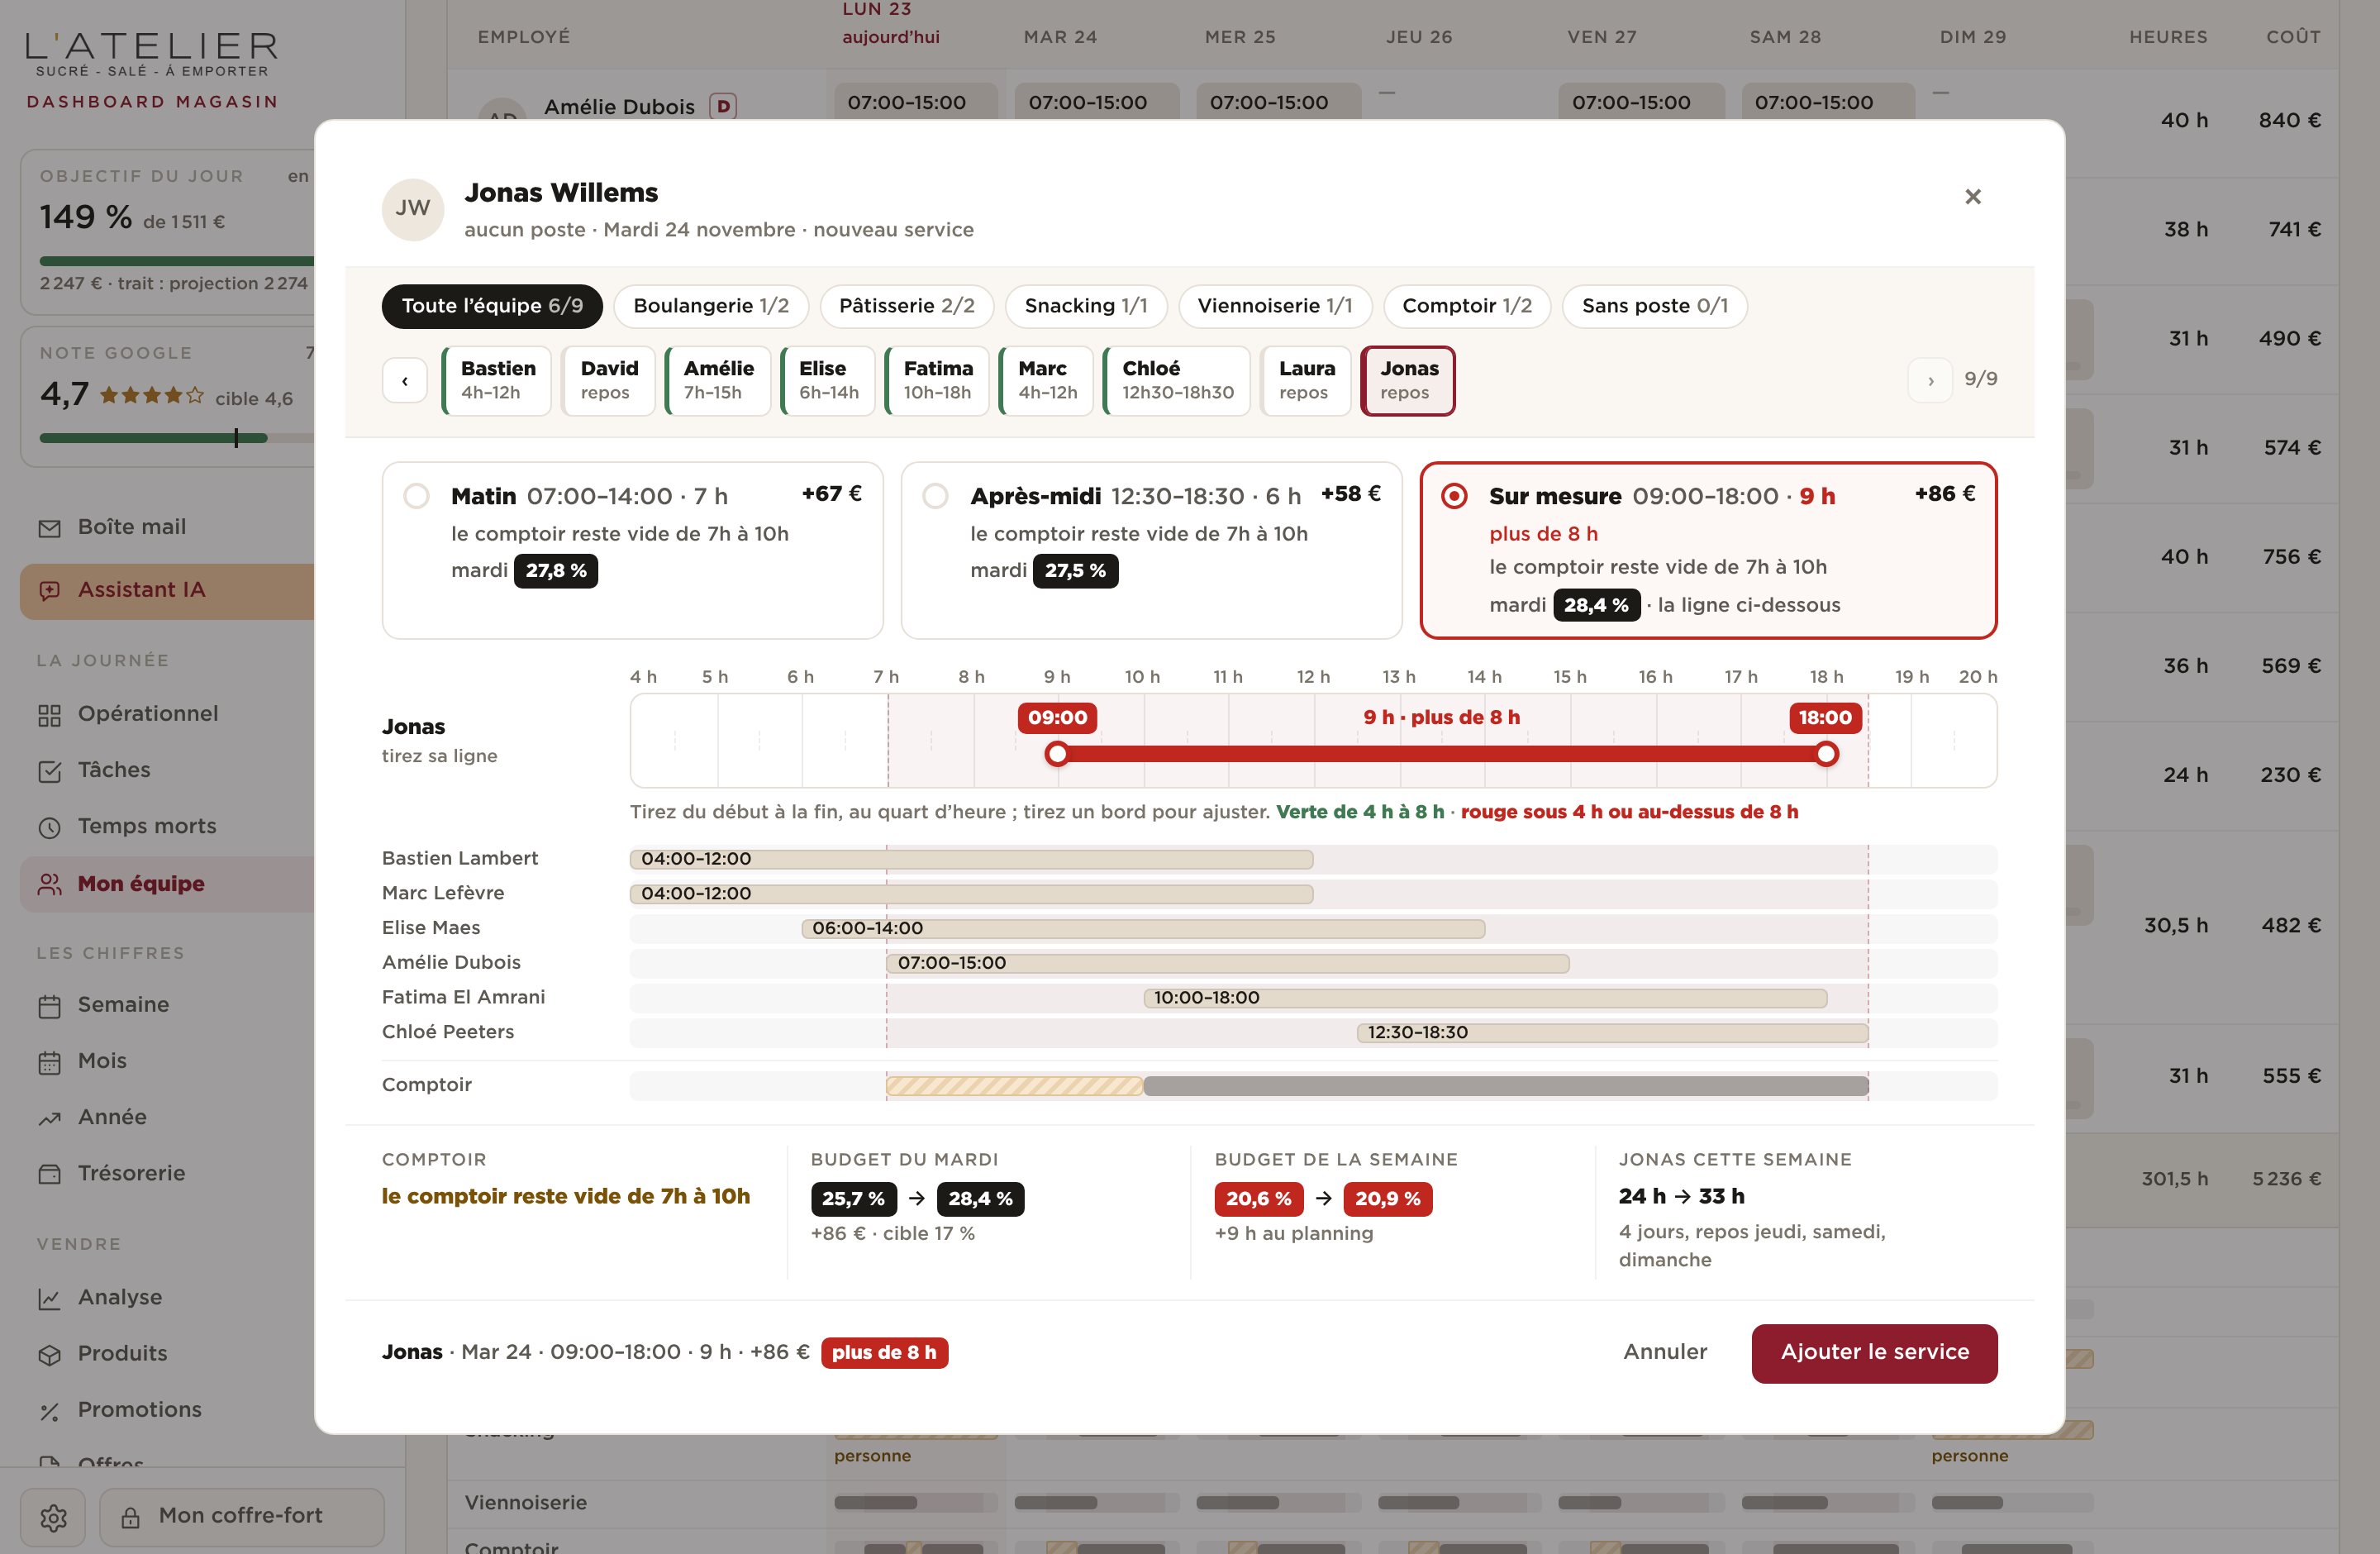 L'ATELIER
SUCRÉ - SALÉ - Á EMPORTER
DASHBOARD MAGASIN
OBJECTIF DU JOUR en
149 % de 1 511 €
2 247 € · trait : projection 2 274
NOTE GOOGLE 7
4,7 cible 4,6
Boîte mail
Assistant IA
LA JOURNÉE
Opérationnel
Tâches
Temps morts
Mon équipe
LES CHIFFRES
Semaine
Mois
Année
Trésorerie
VENDRE
Analyse
Produits
Promotions
Offres
Mon coffre-fort
EMPLOYÉ LUN 23 aujourd’hui MAR 24 MER 25 JEU 26 VEN 27 SAM 28 DIM 29 HEURES COÛT
Amélie Dubois D 07:00–15:00 07:00–15:00 07:00–15:00 — 07:00–15:00 07:00–15:00 — 40 h 840 €
38 h 741 €
31 h 490 €
31 h 574 €
40 h 756 €
36 h 569 €
24 h 230 €
30,5 h 482 €
31 h 555 €
301,5 h 5 236 €
JW
Jonas Willems
×
aucun poste · Mardi 24 novembre · nouveau service
Toute l’équipe 6/9 Boulangerie 1/2 Pâtisserie 2/2 Snacking 1/1 Viennoiserie 1/1 Comptoir 1/2 Sans poste 0/1
‹ Bastien David Amélie Elise Fatima Marc Chloé Laura Jonas › 9/9
4h–12h repos 7h–15h 6h–14h 10h–18h 4h–12h 12h30–18h30 repos repos
Matin 07:00–14:00 · 7 h +67 €
le comptoir reste vide de 7h à 10h
mardi 27,8 %
Après-midi 12:30–18:30 · 6 h +58 €
le comptoir reste vide de 7h à 10h
mardi 27,5 %
Sur mesure 09:00–18:00 · 9 h +86 €
plus de 8 h
le comptoir reste vide de 7h à 10h
mardi 28,4 % · la ligne ci-dessous
4 h 5 h 6 h 7 h 8 h 9 h 10 h 11 h 12 h 13 h 14 h 15 h 16 h 17 h 18 h 19 h 20 h
Jonas
tirez sa ligne
09:00 9 h · plus de 8 h 18:00
Tirez du début à la fin, au quart d’heure ; tirez un bord pour ajuster. Verte de 4 h à 8 h · rouge sous 4 h ou au-dessus de 8 h
Bastien Lambert 04:00–12:00
Marc Lefèvre 04:00–12:00
Elise Maes 06:00–14:00
Amélie Dubois 07:00–15:00
Fatima El Amrani 10:00–18:00
Chloé Peeters 12:30–18:30
Comptoir
COMPTOIR
le comptoir reste vide de 7h à 10h
BUDGET DU MARDI
25,7 % → 28,4 %
+86 € · cible 17 %
BUDGET DE LA SEMAINE
20,6 % → 20,9 %
+9 h au planning
JONAS CETTE SEMAINE
24 h → 33 h
4 jours, repos jeudi, samedi,
dimanche
Jonas · Mar 24 · 09:00–18:00 · 9 h · +86 € plus de 8 h
Annuler
Ajouter le service
personne personne
Viennoiserie
Comptoir